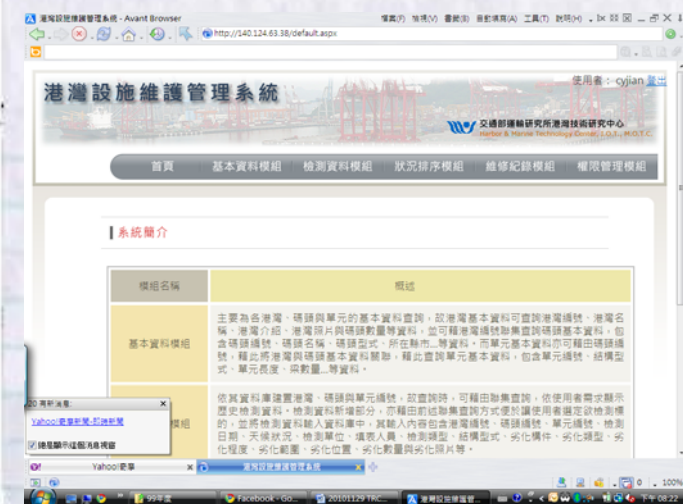 港灣設施維護管理系統 - Avant Browser
檔案(F) 檢視(V) 書籤(B) 自動填寫(A) 工具(T) 說明(H)
http://140.124.63.38/default.aspx
使用者： cyjian 登出
港灣設施維護管理系統
交通部運輸研究所港灣技術研究中心
Harbor & Marine Technology Center, I.O.T., M.O.T.C.
首頁 基本資料模組 檢測資料模組 狀況排序模組 維修紀錄模組 權限管理模組
系統簡介
模組名稱 概述
基本資料模組
主要為各港灣、碼頭與單元的基本資料查詢，故港灣基本資料可查詢港灣編號、港灣名
稱、港灣介紹、港灣照片與碼頭數量等資料，並可藉港灣編號聯集查詢碼頭基本資料，包
含碼頭編號、碼頭名稱、碼頭型式、所在縣市...等資料。而單元基本資料亦可藉由碼頭編
號，藉此將港灣與碼頭基本資料關聯，藉此查詢單元基本資料，包含單元編號、結構型
式、單元長度、梁數量...等資料。
依其資料庫建置港灣、碼頭與單元編號，故查詢時，可藉由聯集查詢，依使用者需求顯示
歷史檢測資料。檢測資料新增部分，亦藉由前述聯集查詢方式便於讓使用者選定欲檢測標
的，並將檢測資料輸入資料庫中，其輸入內容包含港灣編號、碼頭編號、單元編號、檢測
日期、天候狀況、檢測單位、填表人員、檢測類型、結構型式、劣化構件、劣化類型、劣
化程度、劣化範圍、劣化位置、劣化數量與劣化照片等。
模組
20 再新消息:
Yahoo!奇摩新聞-即時新聞
總是顯示這個消息視窗
Yahoo!奇摩 港灣設施維護管理系統
0 100%
99年度 Facebook - Go... 20101129 TRC... 港灣設施維護管... 下午 08:22